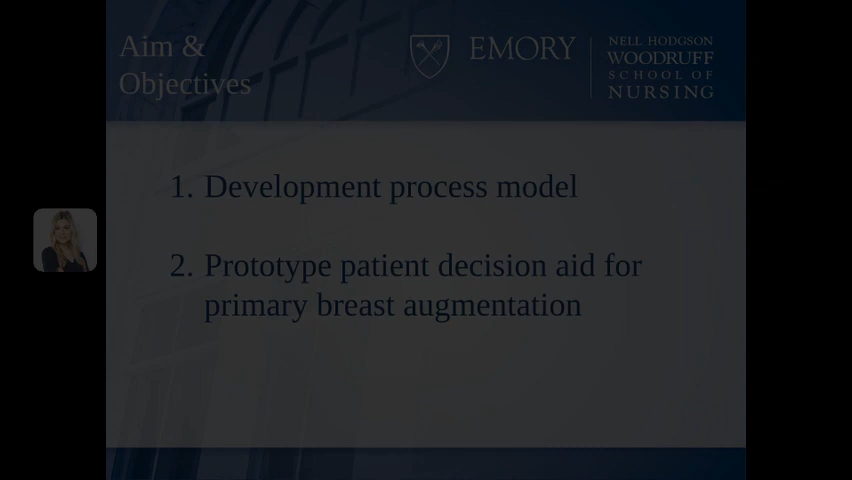 Aim &
Objectives
EMORY
NELL HODGSON
WOODRUFF
SCHOOL OF
NURSING
1. Development process model
2. Prototype patient decision aid for
primary breast augmentation